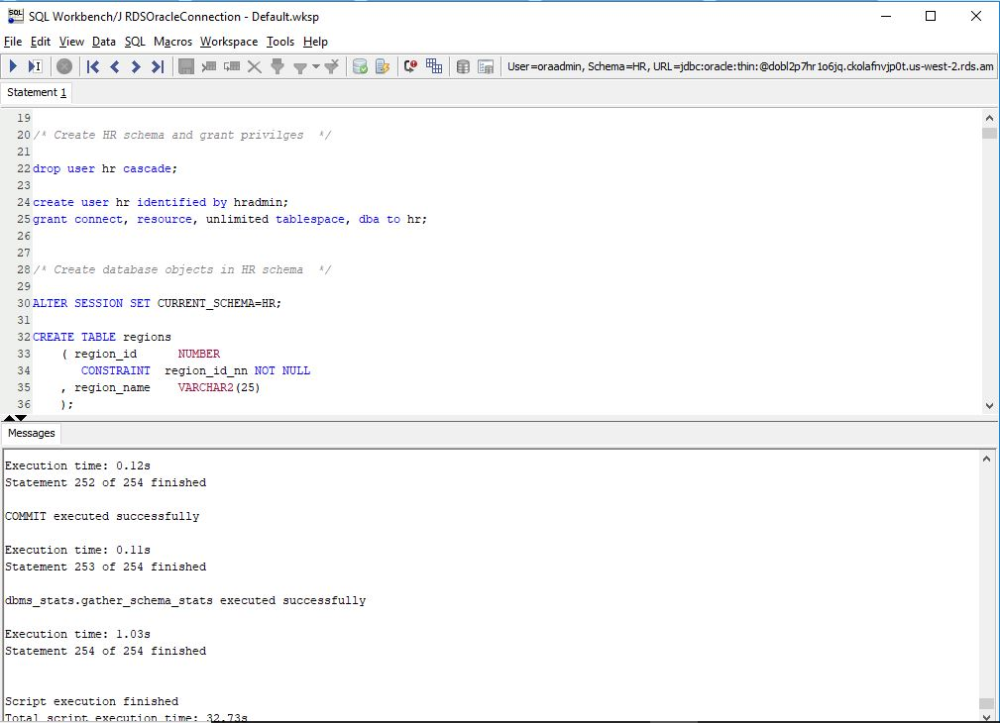 SQL Workbench/J RDSOracleConnection - Default.wksp
File Edit View Data SQL Macros Workspace Tools Help
User=oraadmin, Schema=HR, URL=jdbc:oracle:thin:@dobl2p7hr1o6jq.ckolafnvjp0t.us-west-2.rds.am
Statement 1
19
20 /* Create HR schema and grant privilges */
21
22 drop user hr cascade;
23
24 create user hr identified by hradmin;
25 grant connect, resource, unlimited tablespace, dba to hr;
26
27
28 /* Create database objects in HR schema */
29
30 ALTER SESSION SET CURRENT_SCHEMA=HR;
31
32 CREATE TABLE regions
33 ( region_id NUMBER
34 CONSTRAINT region_id_nn NOT NULL
35 , region_name VARCHAR2(25)
36 );
Messages
Execution time: 0.12s
Statement 252 of 254 finished
COMMIT executed successfully
Execution time: 0.11s
Statement 253 of 254 finished
dbms_stats.gather_schema_stats executed successfully
Execution time: 1.03s
Statement 254 of 254 finished
Script execution finished
Total script execution time: 32.73s